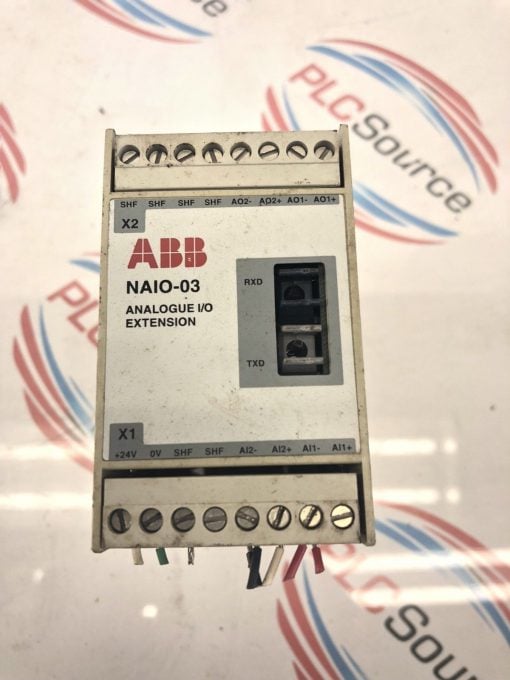 PLCSource
SHF SHF SHF SHF AO2- AO2+ AO1- AO1+
X2
ABB
NAIO-03
ANALOGUE I/O
EXTENSION
RXD
TXD
X1
+24V 0V SHF SHF AI2- AI2+ AI1- AI1+
PLCSource
PLCSource